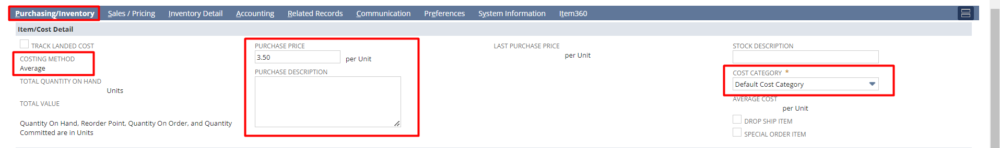 Purchasing/Inventory Sales / Pricing Inventory Detail Accounting Related Records Communication Preferences System Information Item360
Item/Cost Detail
TRACK LANDED COST
COSTING METHOD
Average
TOTAL QUANTITY ON HAND
Units
TOTAL VALUE
Quantity On Hand, Reorder Point, Quantity On Order, and Quantity
Committed are in Units
PURCHASE PRICE
3.50 per Unit
PURCHASE DESCRIPTION
LAST PURCHASE PRICE
per Unit
STOCK DESCRIPTION
COST CATEGORY *
Default Cost Category
AVERAGE COST
per Unit
DROP SHIP ITEM
SPECIAL ORDER ITEM